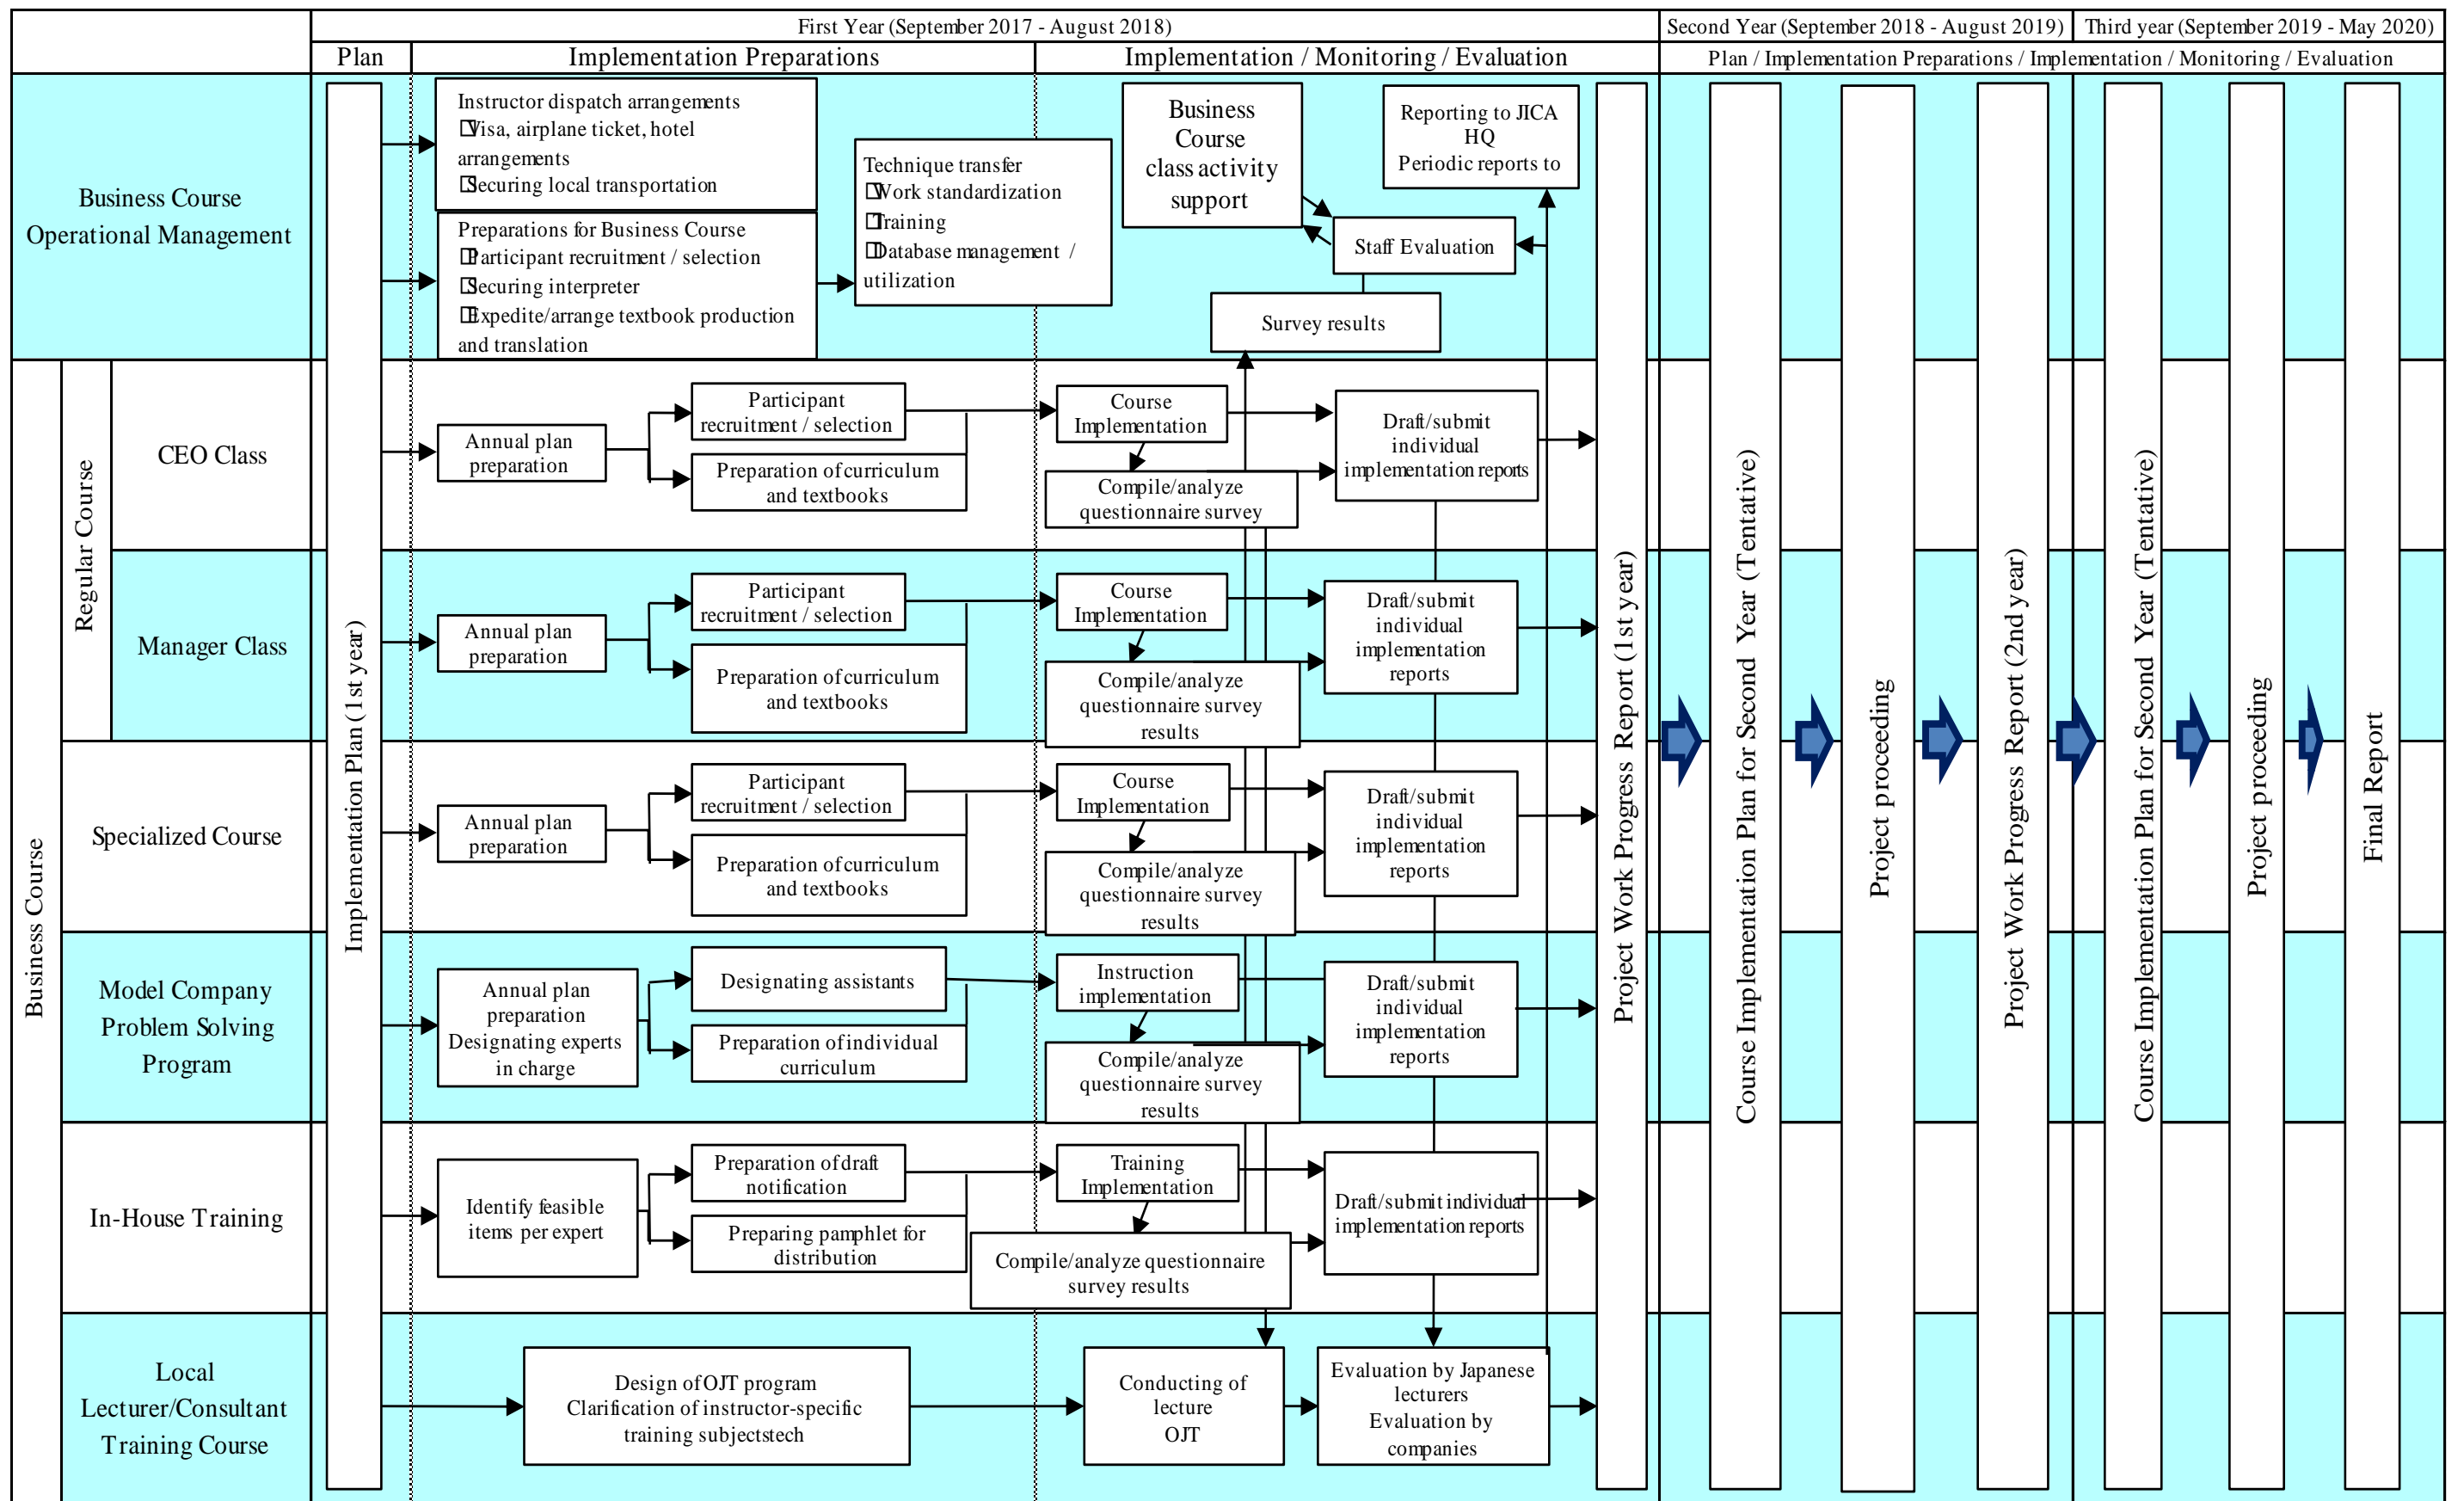 First Year (September 2017 - August 2018)
Second Year (September 2018 - August 2019)
Third year (September 2019 - May 2020)
Plan
Implementation Preparations
Implementation / Monitoring / Evaluation
Plan / Implementation Preparations / Implementation / Monitoring / Evaluation
Business Course
Operational Management
Instructor dispatch arrangements
Visa, airplane ticket, hotel
arrangements
Securing local transportation
Preparations for Business Course
Participant recruitment / selection
Securing interpreter
Expedite/arrange textbook production
and translation
Technique transfer
Work standardization
Training
Database management /
utilization
Business
Course
class activity
support
Reporting to JICA
HQ
Periodic reports to
Staff Evaluation
Survey results
Business Course
Regular Course
CEO Class
Annual plan
preparation
Participant
recruitment / selection
Preparation of curriculum
and textbooks
Course
Implementation
Compile/analyze
questionnaire survey
Draft/submit
individual
implementation reports
Manager Class
Annual plan
preparation
Participant
recruitment / selection
Preparation of curriculum
and textbooks
Course
Implementation
Compile/analyze
questionnaire survey
results
Draft/submit
individual
implementation
reports
Specialized Course
Annual plan
preparation
Participant
recruitment / selection
Preparation of curriculum
and textbooks
Course
Implementation
Compile/analyze
questionnaire survey
results
Draft/submit
individual
implementation
reports
Model Company
Problem Solving
Program
Annual plan
preparation
Designating experts
in charge
Designating assistants
Preparation of individual
curriculum
Instruction
implementation
Compile/analyze
questionnaire survey
results
Draft/submit
individual
implementation
reports
In-House Training
Identify feasible
items per expert
Preparation of draft
notification
Preparing pamphlet for
distribution
Training
Implementation
Compile/analyze questionnaire
survey results
Draft/submit individual
implementation reports
Local
Lecturer/Consultant
Training Course
Design of OJT program
Clarification of instructor-specific
training subjectstech
Conducting of
lecture
OJT
Evaluation by Japanese
lecturers
Evaluation by
companies
Implementation Plan (1st year)
Project Work Progress Report (1st year)
Course Implementation Plan for Second Year (Tentative)
Project proceeding
Project Work Progress Report (2nd year)
Course Implementation Plan for Second Year (Tentative)
Project proceeding
Final Report